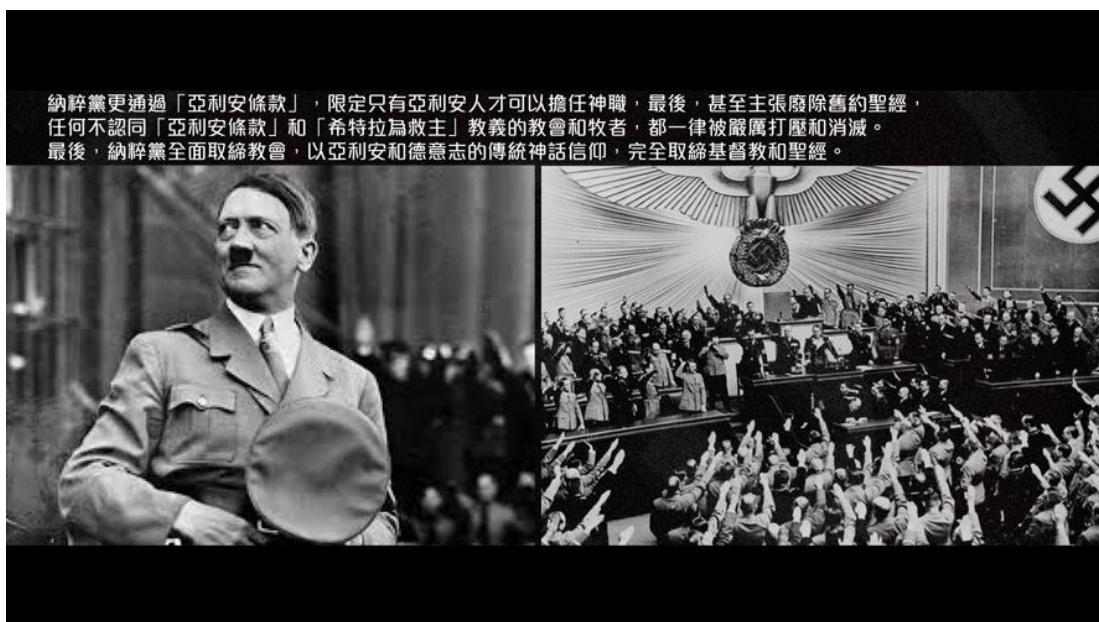 納粹黨更通過「亞利安條款」，限定只有亞利安人才可以擔任神職，最後，甚至主張廢除舊約聖經，
任何不認同「亞利安條款」和「希特拉為救主」教義的教會和牧者，都一律被嚴厲打壓和消滅。
最後，納粹黨全面取締教會，以亞利安和德意志的傳統神話信仰，完全取締基督教和聖經。